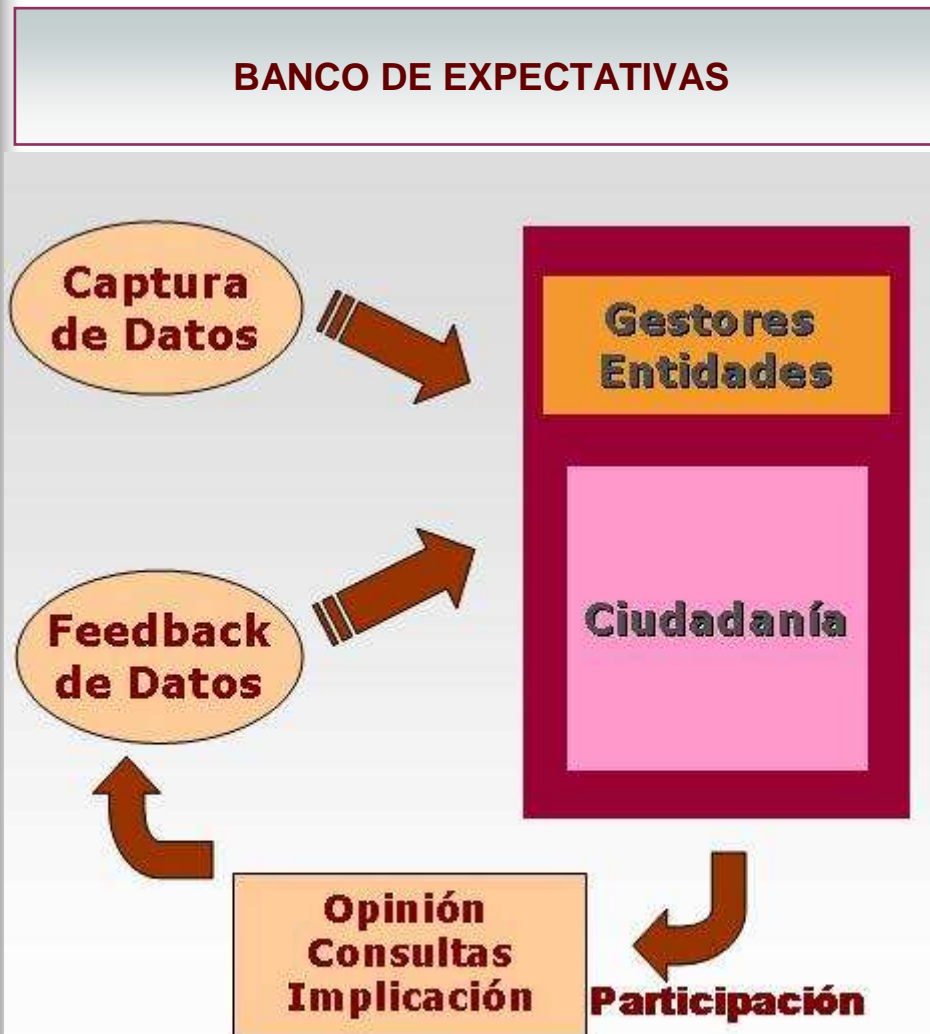 BANCO DE EXPECTATIVAS
Captura
de Datos
Gestores
Entidades
Feedback
de Datos
Ciudadanía
Opinión
Consultas
Implicación
Participación